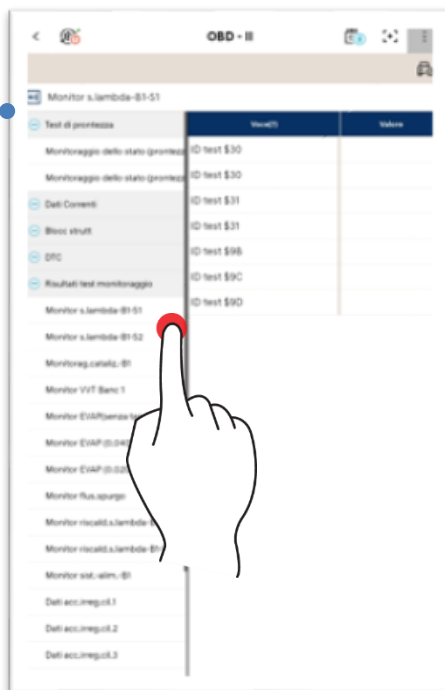 OBD - II
Monitor s.lambda-B1-S1
Test di prontezza
Voce(7)
Valore
Monitoraggio dello stato (prontezz
ID test $30
Monitoraggio dello stato (prontezz
ID test $30
Dati Correnti
ID test $31
Blocc strutt
ID test $31
DTC
ID test $9B
Risultati test monitoraggio
ID test $9C
Monitor s.lambda-B1-S1
ID test $9D
Monitor s.lambda-B1-S2
Monitorag.cataliz.-B1
Monitor VVT Banc 1
Monitor EVAP(senza
Monitor EVAP (0.040
Monitor EVAP (0.020
Monitor flus.spurgo
Monitor riscald.s.lambda-B
Monitor riscald.s.lambda-B1
Monitor sist.-alim.-B1
Dati acc.irreg.cil.1
Dati acc.irreg.cil.2
Dati acc.irreg.cil.3